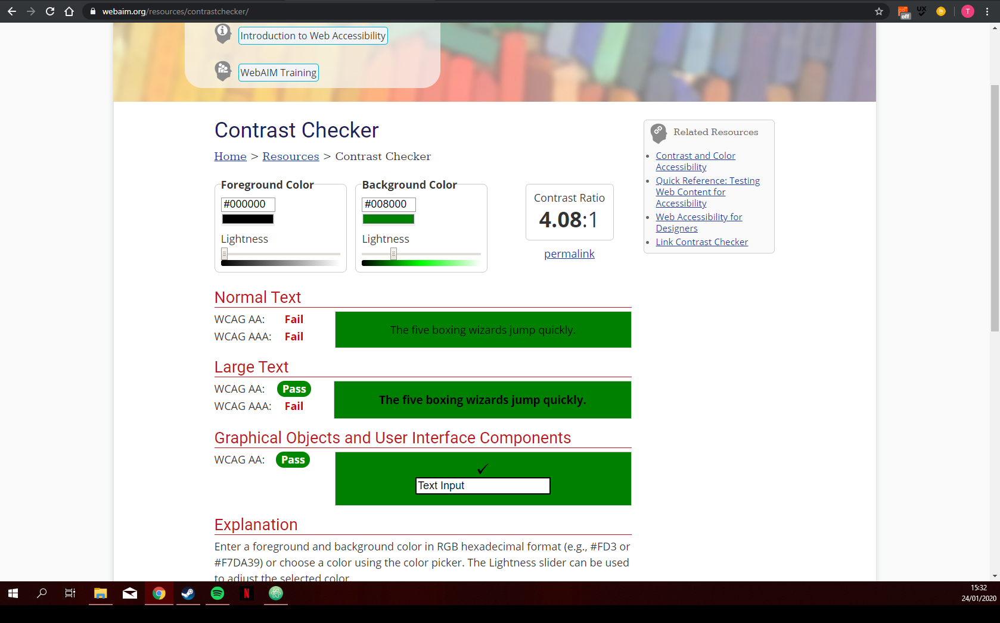 webaim.org/resources/contrastchecker/
off
UX
T
Introduction to Web Accessibility
WebAIM Training
Contrast Checker
Home > Resources > Contrast Checker
Foreground Color
#000000
Lightness
Background Color
#008000
Lightness
Contrast Ratio
4.08:1
permalink
Related Resources
Contrast and Color
Accessibility
Quick Reference: Testing
Web Content for
Accessibility
Web Accessibility for
Designers
Link Contrast Checker
Normal Text
WCAG AA: Fail
WCAG AAA: Fail
The five boxing wizards jump quickly.
Large Text
WCAG AA: Pass
WCAG AAA: Fail
The five boxing wizards jump quickly.
Graphical Objects and User Interface Components
WCAG AA: Pass
Text Input
Explanation
Enter a foreground and background color in RGB hexadecimal format (e.g., #FD3 or
#F7DA39) or choose a color using the color picker. The Lightness slider can be used
to adjust the selected color.
N
15:32
24/01/2020